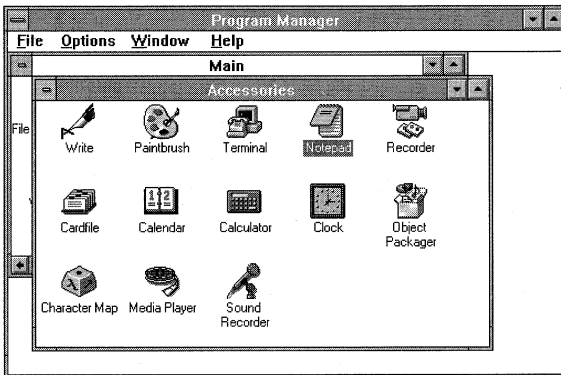 Program Manager
File Options Window Help
Main
Accessories
File
Write Paintbrush Terminal Notepad Recorder
Cardfile Calendar Calculator Clock Object
Packager
Character Map Media Player Sound
Recorder